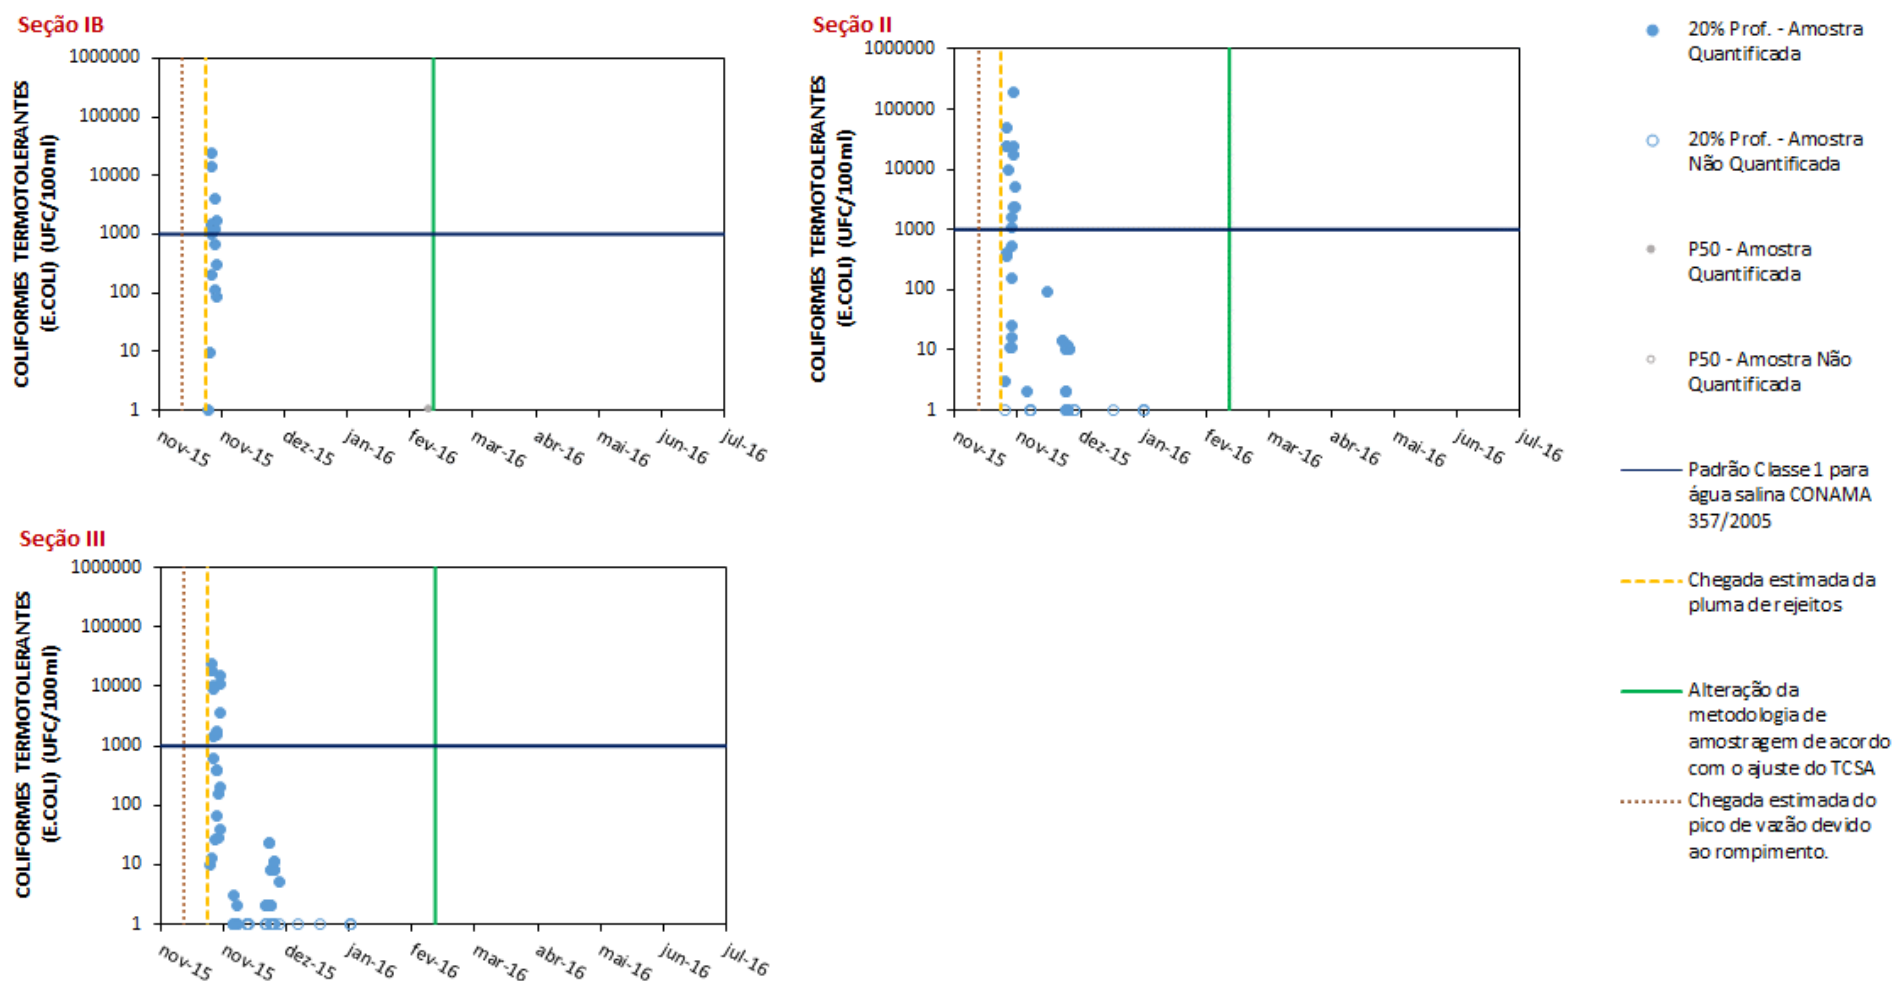 Seção IB
COLIFORMES TERMOTOLERANTES
(E.COLI) (UFC/100ml)
1000000
100000
10000
1000
100
10
1
nov-15
nov-15
dez-15
jan-16
fev-16
mar-16
abr-16
mai-16
jun-16
jul-16
Seção II
COLIFORMES TERMOTOLERANTES
(E.COLI) (UFC/100ml)
1000000
100000
10000
1000
100
10
1
nov-15
nov-15
dez-15
jan-16
fev-16
mar-16
abr-16
mai-16
jun-16
jul-16
Seção III
COLIFORMES TERMOTOLERANTES
(E.COLI) (UFC/100ml)
1000000
100000
10000
1000
100
10
1
nov-15
nov-15
dez-15
jan-16
fev-16
mar-16
abr-16
mai-16
jun-16
jul-16
20% Prof. - Amostra
Quantificada
20% Prof. - Amostra
Não Quantificada
P50 - Amostra
Quantificada
P50 - Amostra Não
Quantificada
Padrão Classe 1 para
água salina CONAMA
357/2005
Chegada estimada da
pluma de rejeitos
Alteração da
metodologia de
amostragem de acordo
com o ajuste do TCSA
Chegada estimada do
pico de vazão devido
ao rompimento.